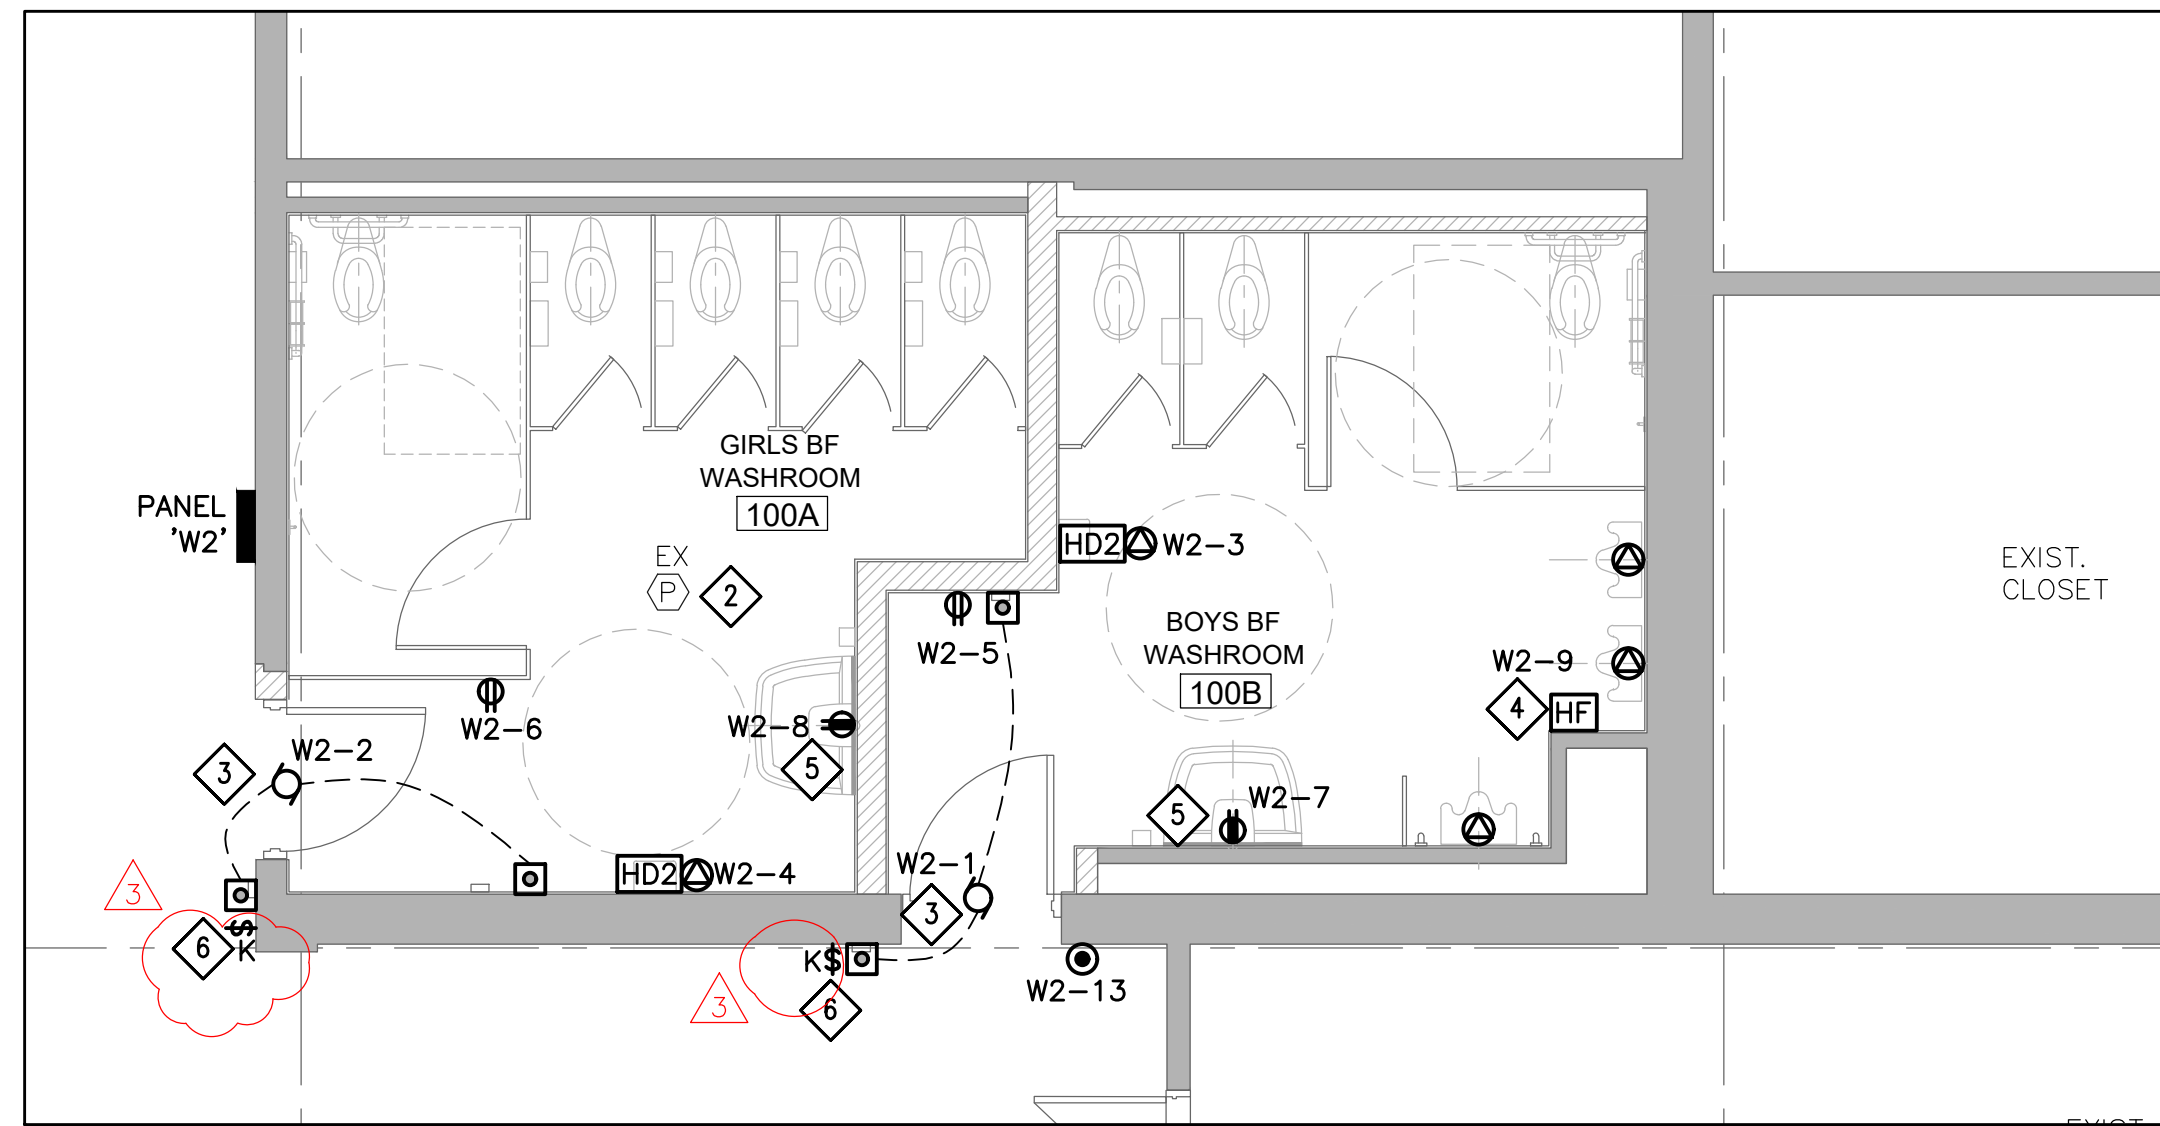 GIRLS BF
WASHROOM
100A
PANEL
'W2'
HD2
W2-3
EX
P
2
EXIST.
CLOSET
BOYS BF
WASHROOM
100B
W2-5
W2-9
4
HF
W2-6
W2-8
5
W2-2
3
5
W2-7
HD2
W2-4
W2-1
3
3
6
$
K
K$
3
6
W2-13